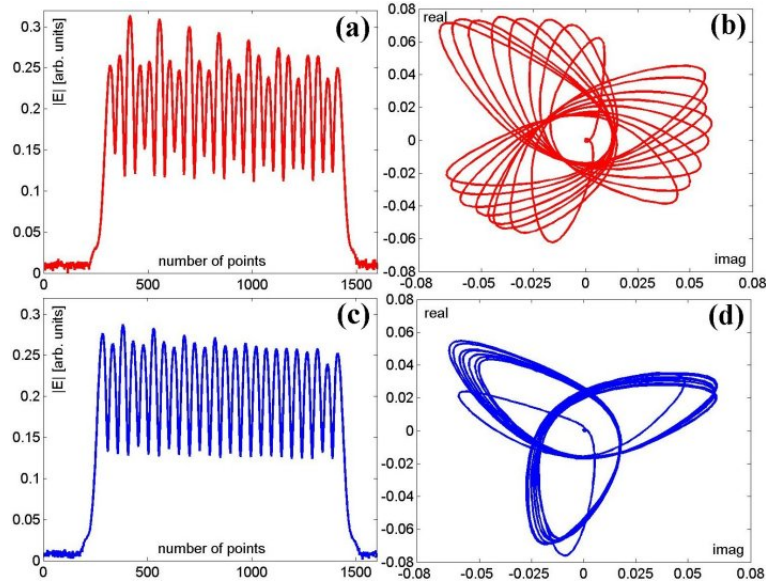 (a)
|E| [arb. units]
0.3
0.25
0.2
0.15
0.1
0.05
0
0 500 1000 1500
number of points
(b)
real
imag
0.08
0.06
0.04
0.02
0
-0.02
-0.04
-0.06
-0.08
-0.08 -0.05 -0.025 0 0.025 0.05 0.08
(c)
|E| [arb. units]
0.3
0.25
0.2
0.15
0.1
0.05
0
0 500 1000 1500
number of points
(d)
real
imag
0.08
0.06
0.04
0.02
0
-0.02
-0.04
-0.06
-0.08
-0.08 -0.05 -0.025 0 0.025 0.05 0.08